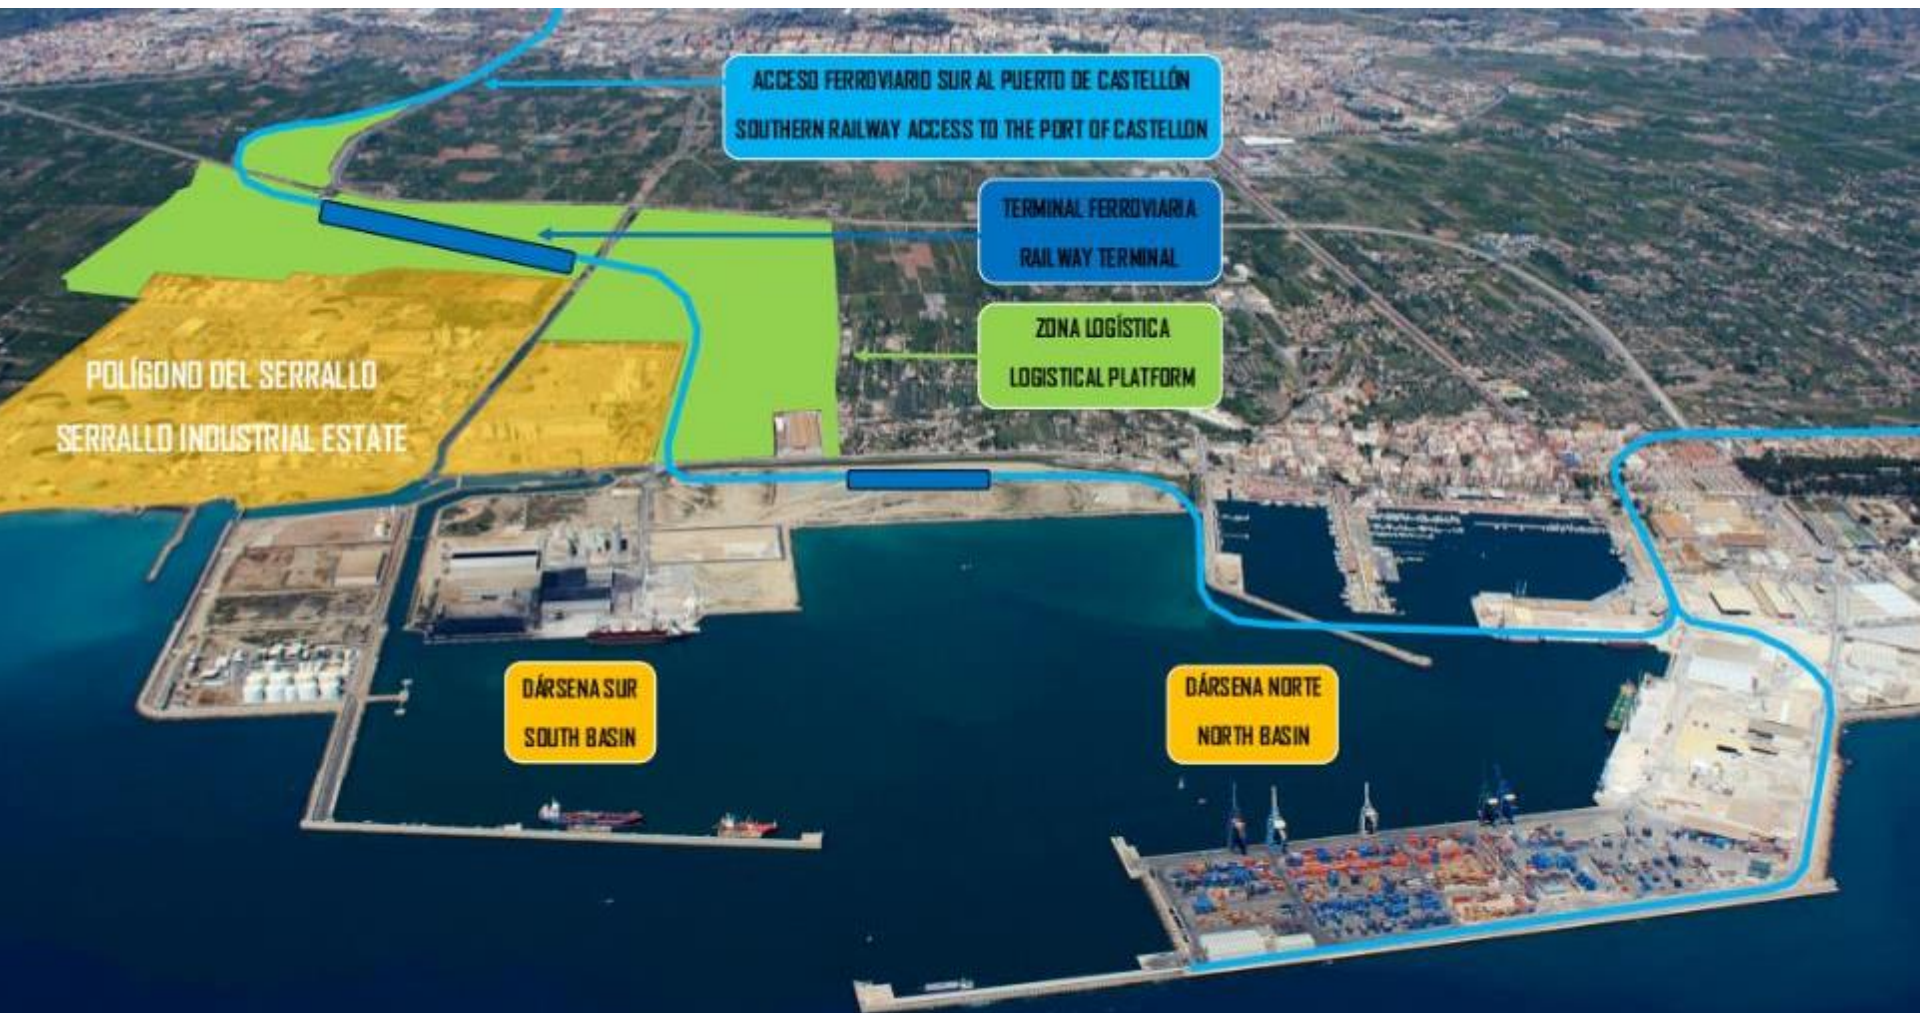 ACCESO FERROVIARIO SUR AL PUERTO DE CASTELLÓN
SOUTHERN RAILWAY ACCESS TO THE PORT OF CASTELLON
TERMINAL FERROVIARIA
RAILWAY TERMINAL
ZONA LOGÍSTICA
LOGISTICAL PLATFORM
POLÍGONO DEL SERRALLO
SERRALLO INDUSTRIAL ESTATE
DÁRSENA SUR
SOUTH BASIN
DÁRSENA NORTE
NORTH BASIN